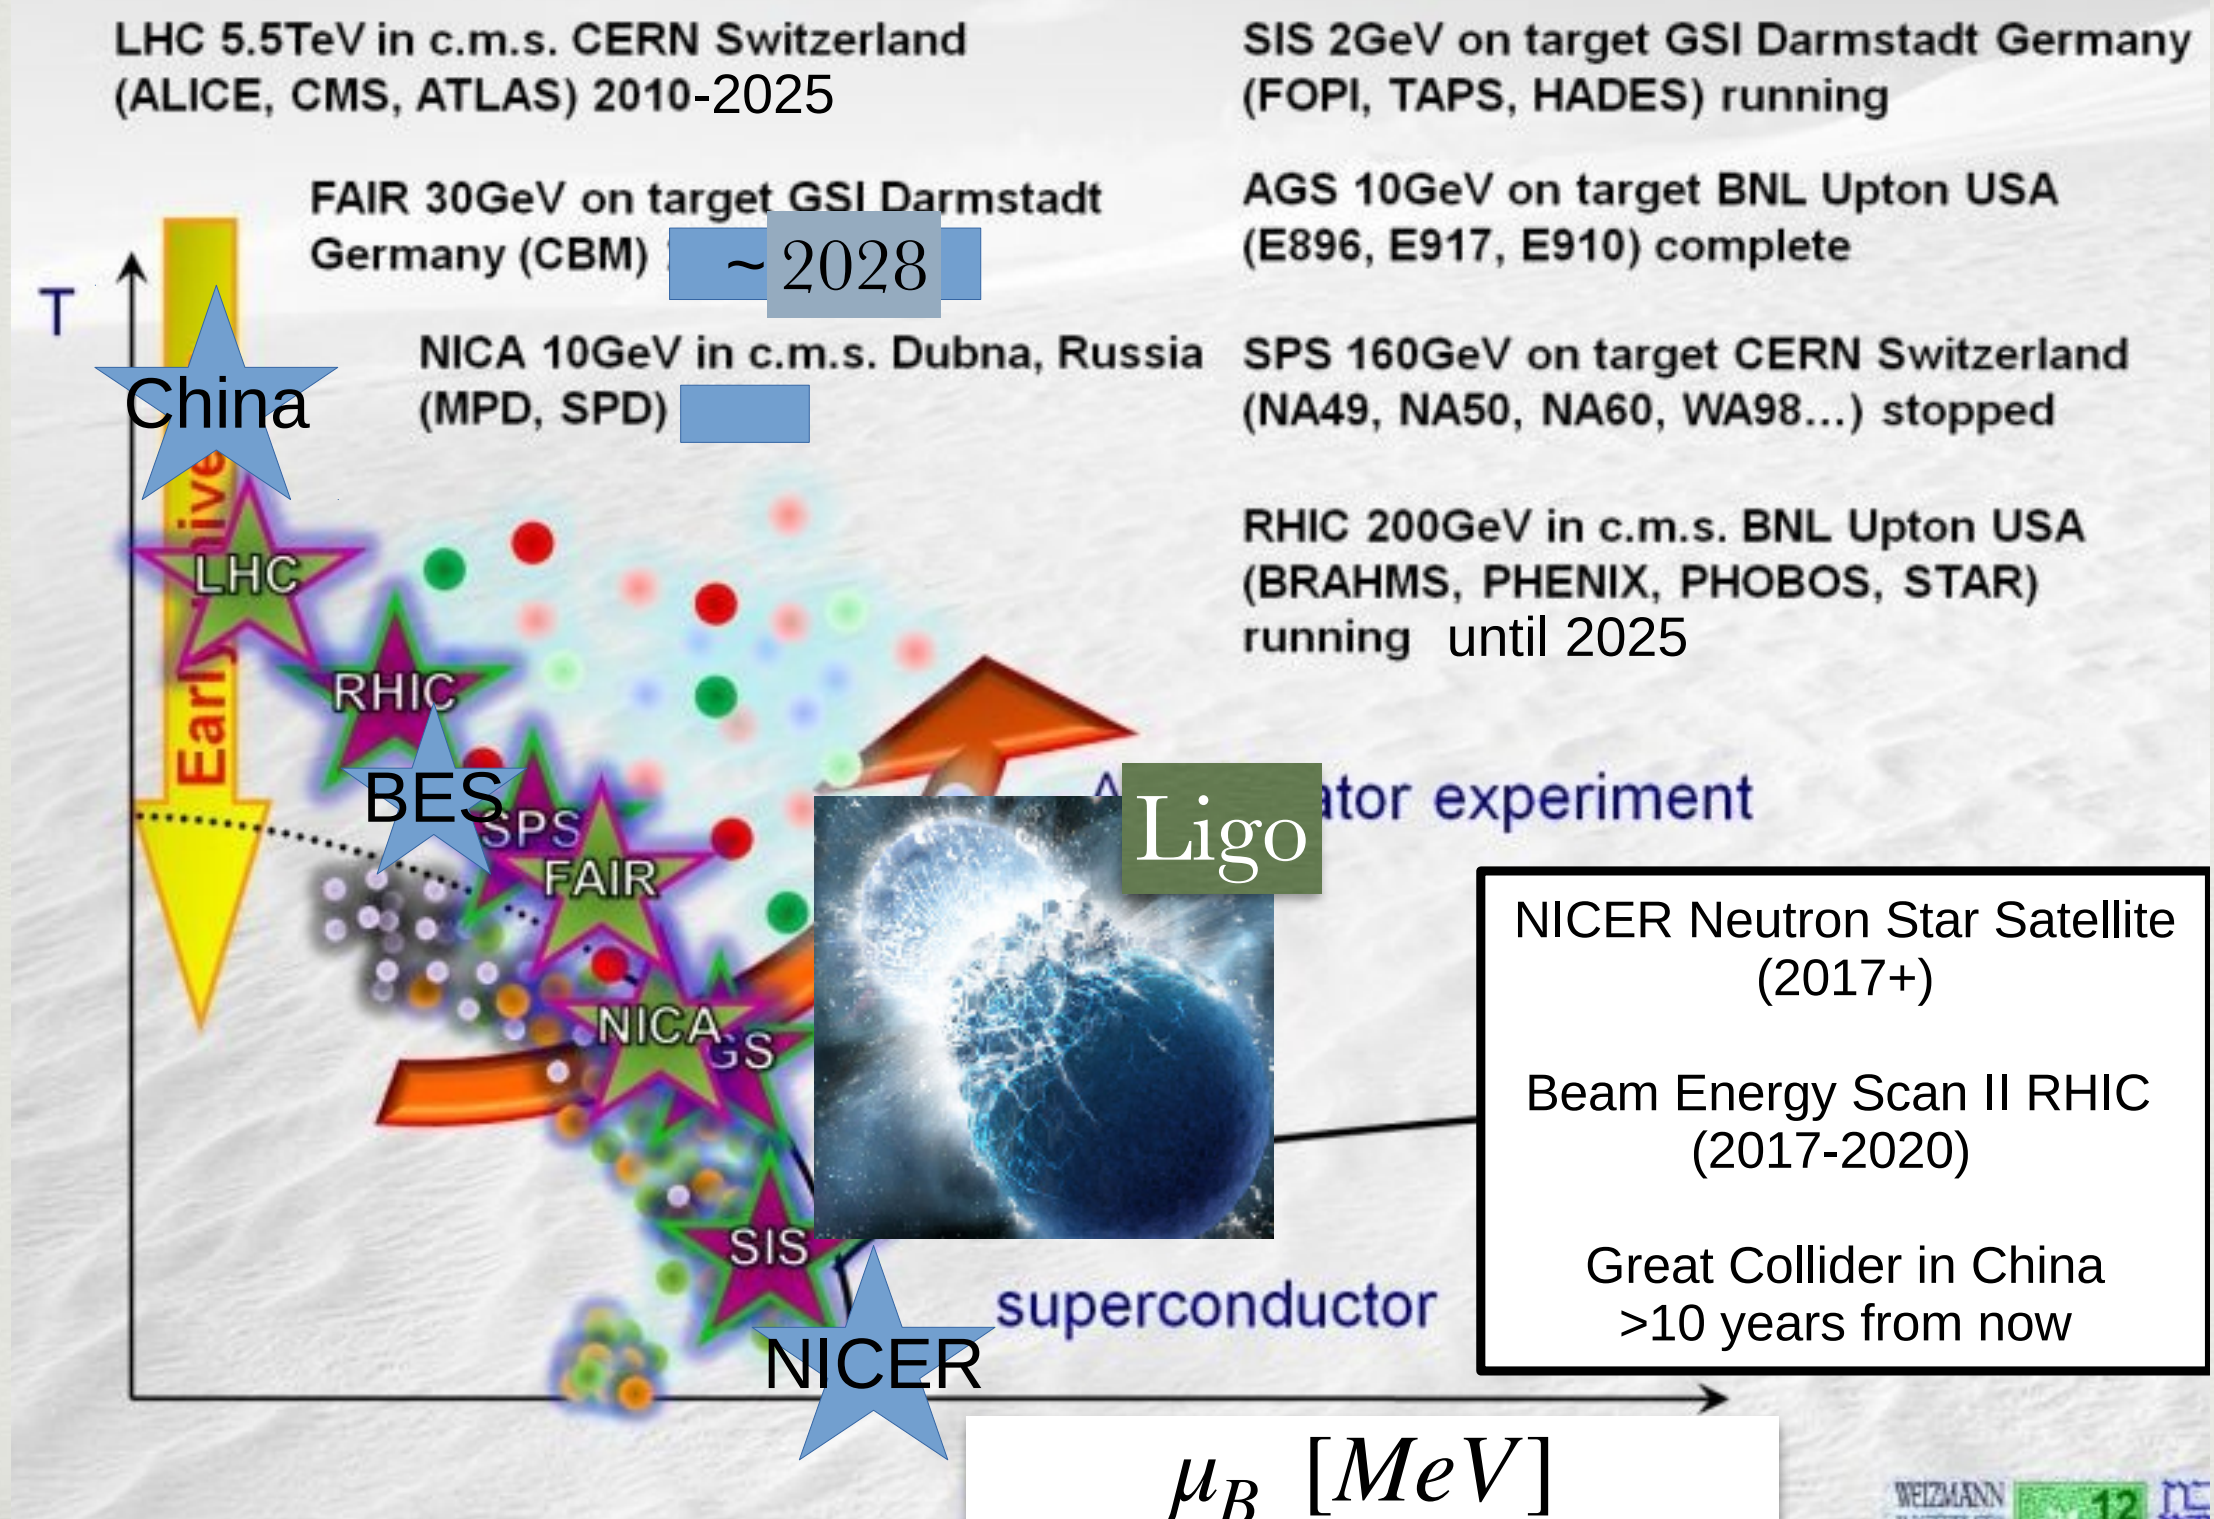 LHC 5.5TeV in c.m.s. CERN Switzerland
(ALICE, CMS, ATLAS) 2010-2025
FAIR 30GeV on target GSI Darmstadt
Germany (CBM)
~ 2028
NICA 10GeV in c.m.s. Dubna, Russia
(MPD, SPD)
SIS 2GeV on target GSI Darmstadt Germany
(FOPI, TAPS, HADES) running
AGS 10GeV on target BNL Upton USA
(E896, E917, E910) complete
SPS 160GeV on target CERN Switzerland
(NA49, NA50, NA60, WA98...) stopped
RHIC 200GeV in c.m.s. BNL Upton USA
(BRAHMS, PHENIX, PHOBOS, STAR)
running until 2025
T
China
LHC
RHIC
BES
SPS
FAIR
NICA
SIS
NICER
Ligo
experiment
superconductor
NICER Neutron Star Satellite
(2017+)
Beam Energy Scan II RHIC
(2017-2020)
Great Collider in China
>10 years from now
μ_B [MeV]
WEIZMANN
12